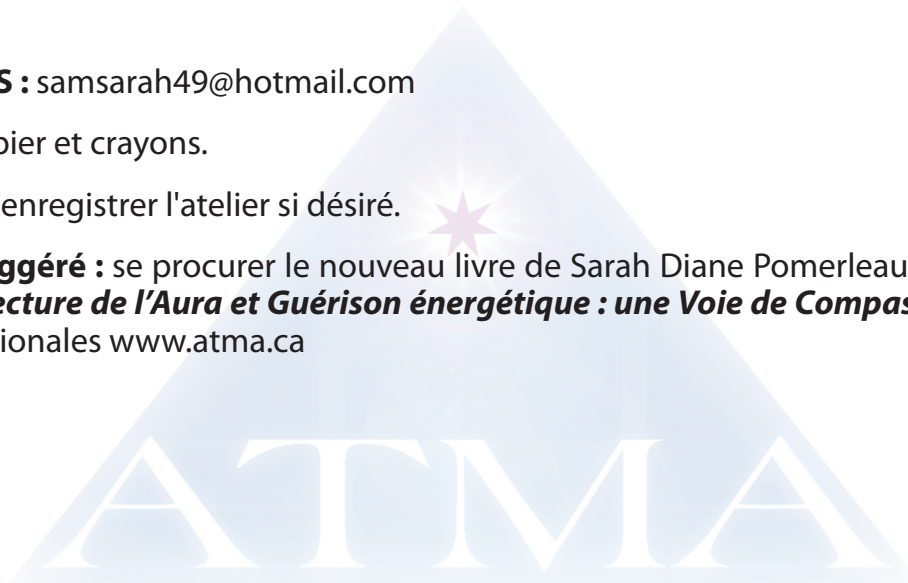 S : samsarah49@hotmail.com
pier et crayons.
enregistrer l'atelier si désiré.
ggéré : se procurer le nouveau livre de Sarah Diane Pomerleau
ecture de l’Aura et Guérison énergétique : une Voie de Compas
ionales www.atma.ca
ATMA